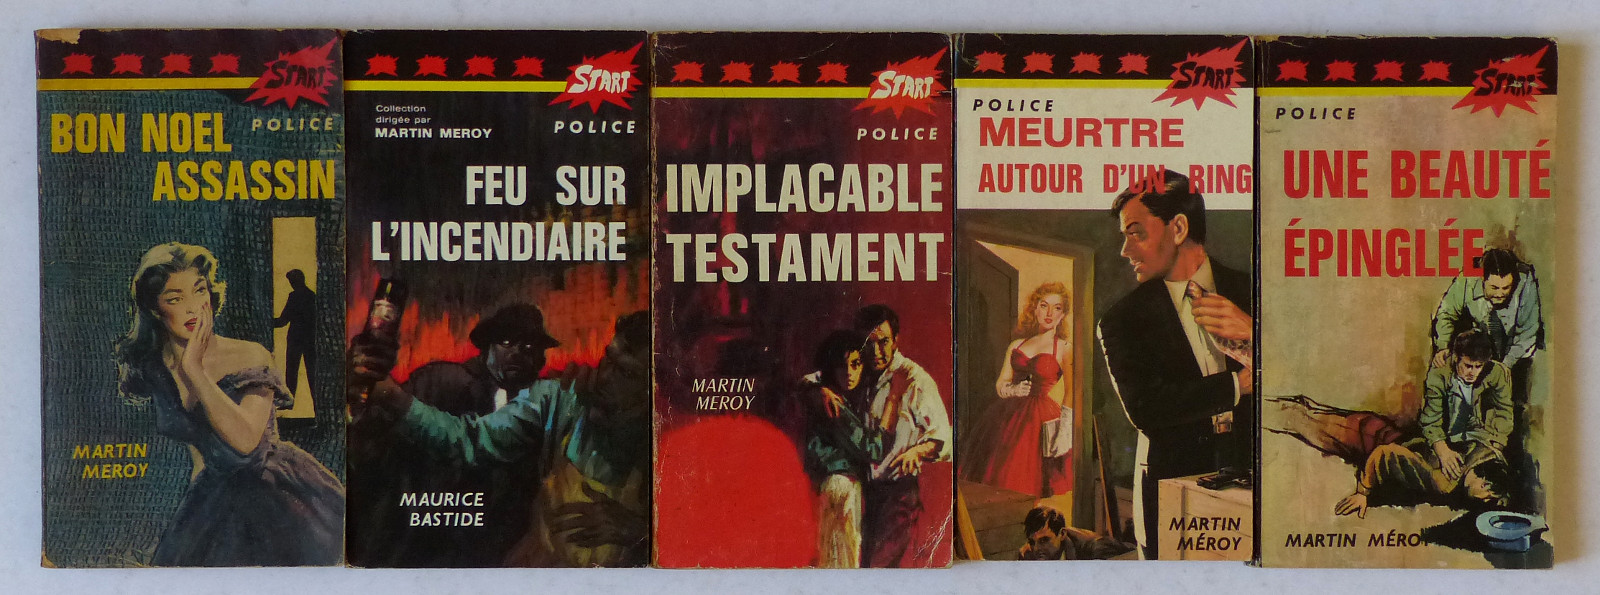 START
POLICE
BON NOEL
ASSASSIN
MARTIN
MEROY
START
Collection
dirigée par
MARTIN MEROY
POLICE
FEU SUR
L'INCENDIAIRE
MAURICE
BASTIDE
START
POLICE
IMPLACABLE
TESTAMENT
MARTIN
MEROY
START
POLICE
MEURTRE
AUTOUR D'UN RING
MARTIN
MÉROY
START
POLICE
UNE BEAUTÉ
ÉPINGLÉE
MARTIN MÉROY